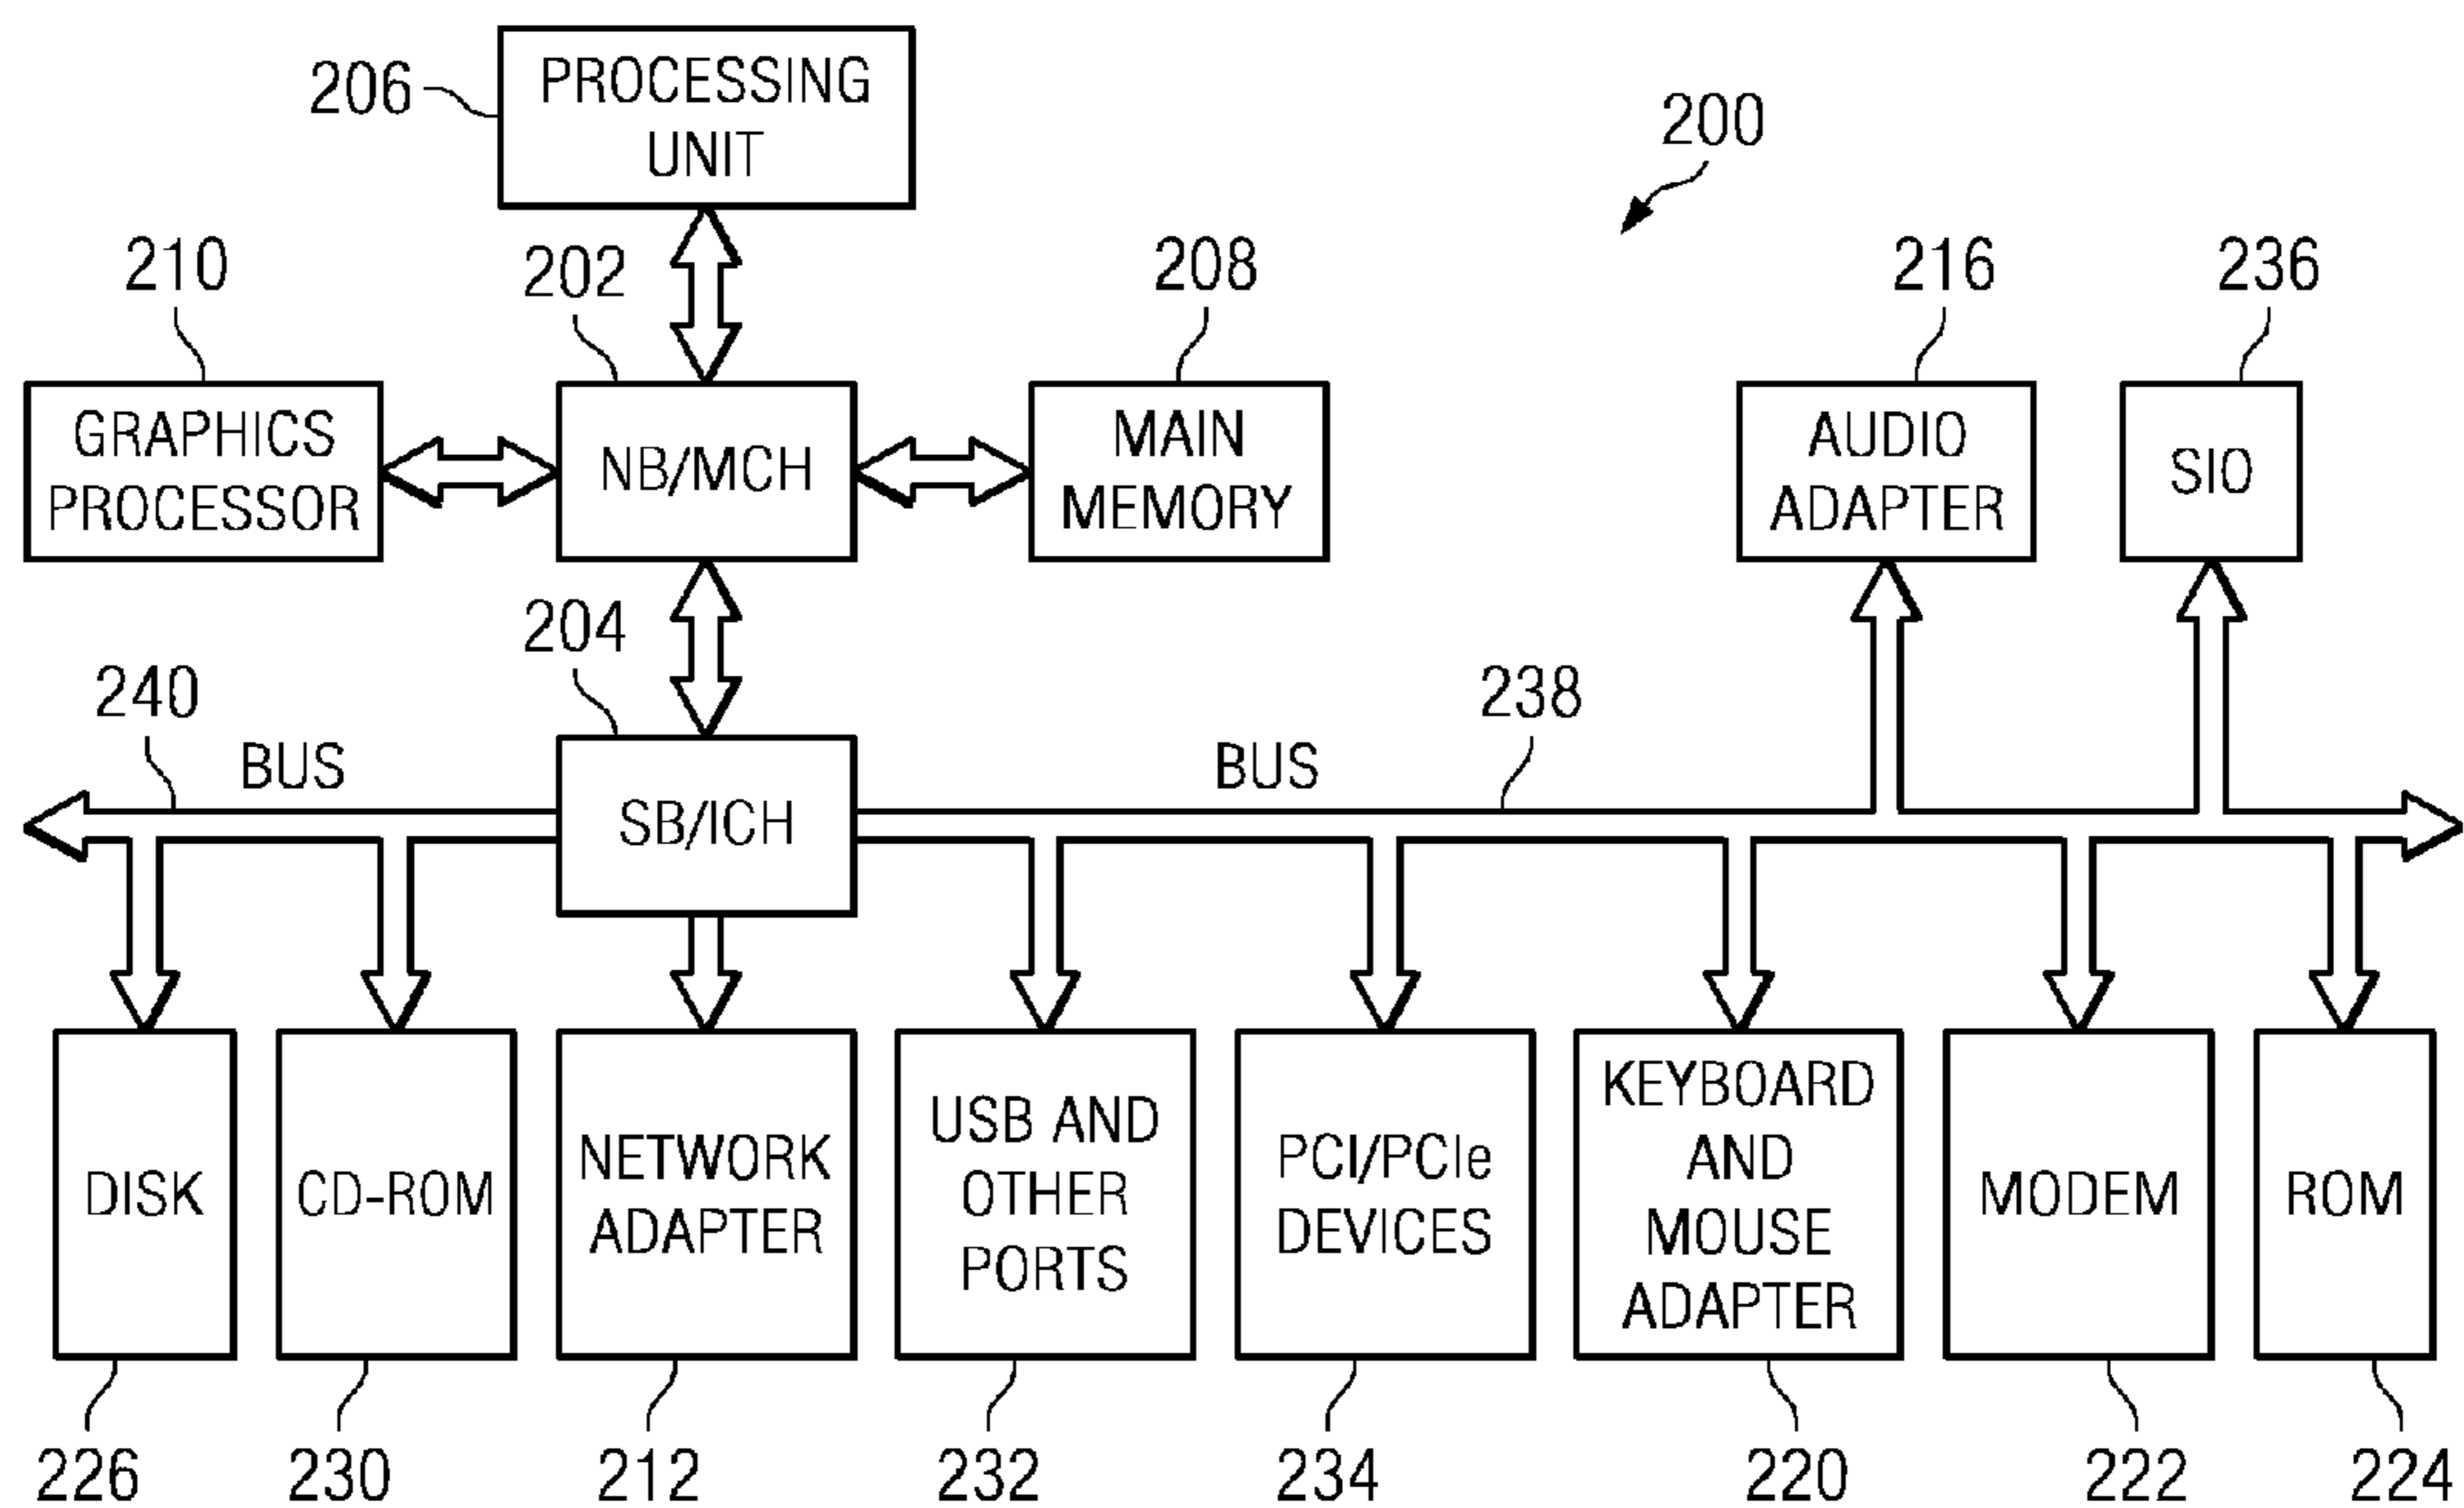 206
PROCESSING
UNIT
200
210
202
208
216
236
GRAPHICS
PROCESSOR
NB/MCH
MAIN
MEMORY
AUDIO
ADAPTER
SIO
204
240
BUS
SB/ICH
BUS
238
DISK
CD-ROM
NETWORK
ADAPTER
USB AND
OTHER
PORTS
PCI/PCIe
DEVICES
KEYBOARD
AND
MOUSE
ADAPTER
MODEM
ROM
226
230
212
232
234
220
222
224